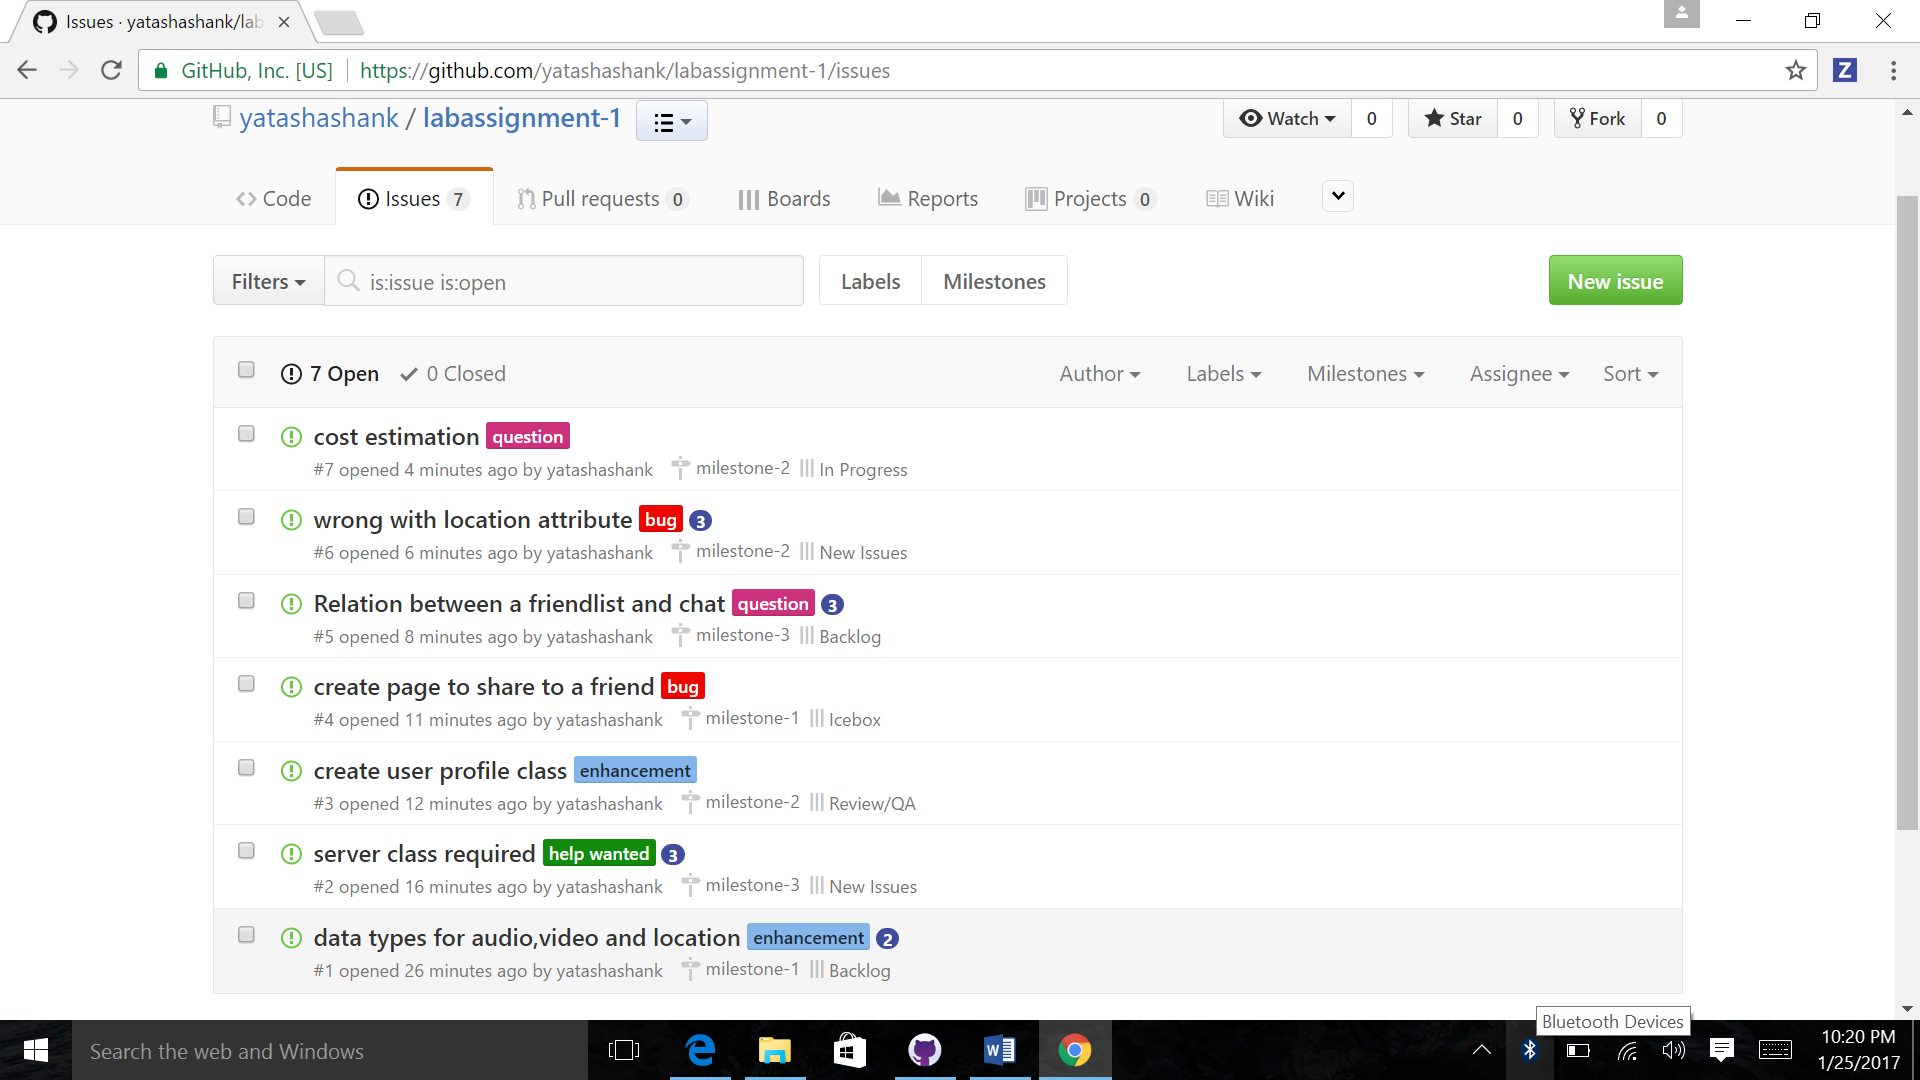 Issues · yatashashank/lab
GitHub, Inc. [US] https://github.com/yatashashank/labassignment-1/issues Z
yatashashank / labassignment-1 Watch 0 Star 0 Fork 0
Code Issues 7 Pull requests 0 Boards Reports Projects 0 Wiki
Filters is:issue is:open Labels Milestones New issue
7 Open 0 Closed Author Labels Milestones Assignee Sort
cost estimation question
#7 opened 4 minutes ago by yatashashank milestone-2 In Progress
wrong with location attribute bug 3
#6 opened 6 minutes ago by yatashashank milestone-2 New Issues
Relation between a friendlist and chat question 3
#5 opened 8 minutes ago by yatashashank milestone-3 Backlog
create page to share to a friend bug
#4 opened 11 minutes ago by yatashashank milestone-1 Icebox
create user profile class enhancement
#3 opened 12 minutes ago by yatashashank milestone-2 Review/QA
server class required help wanted 3
#2 opened 16 minutes ago by yatashashank milestone-3 New Issues
data types for audio,video and location enhancement 2
#1 opened 26 minutes ago by yatashashank milestone-1 Backlog
Bluetooth Devices
Search the web and Windows
10:20 PM
1/25/2017